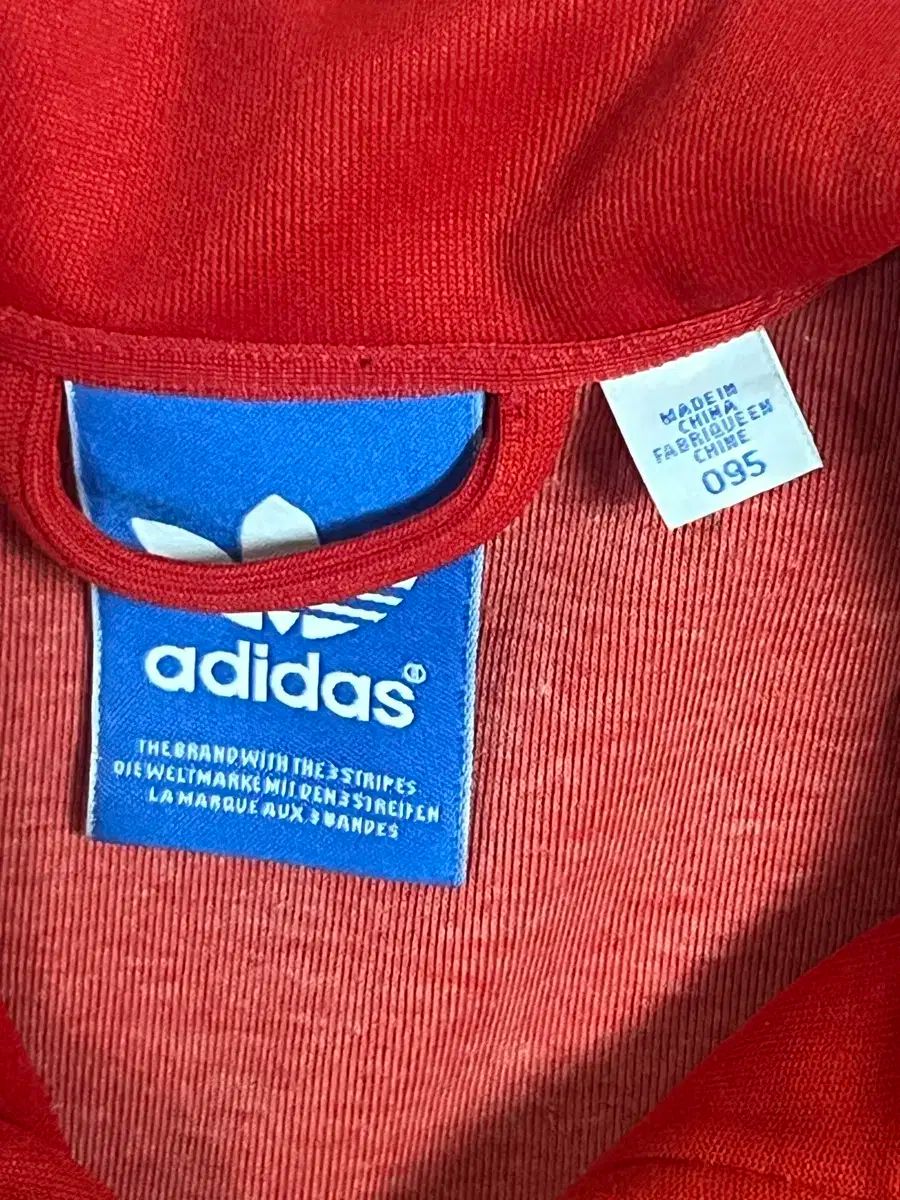 adidas®
THE BRAND WITH THE 3 STRIPES
DIE WELTMARKE MIT DEN 3 STREIFEN
LA MARQUE AUX 3 BANDES
MADE IN
CHINA
FABRIQUE EN
CHINE
095